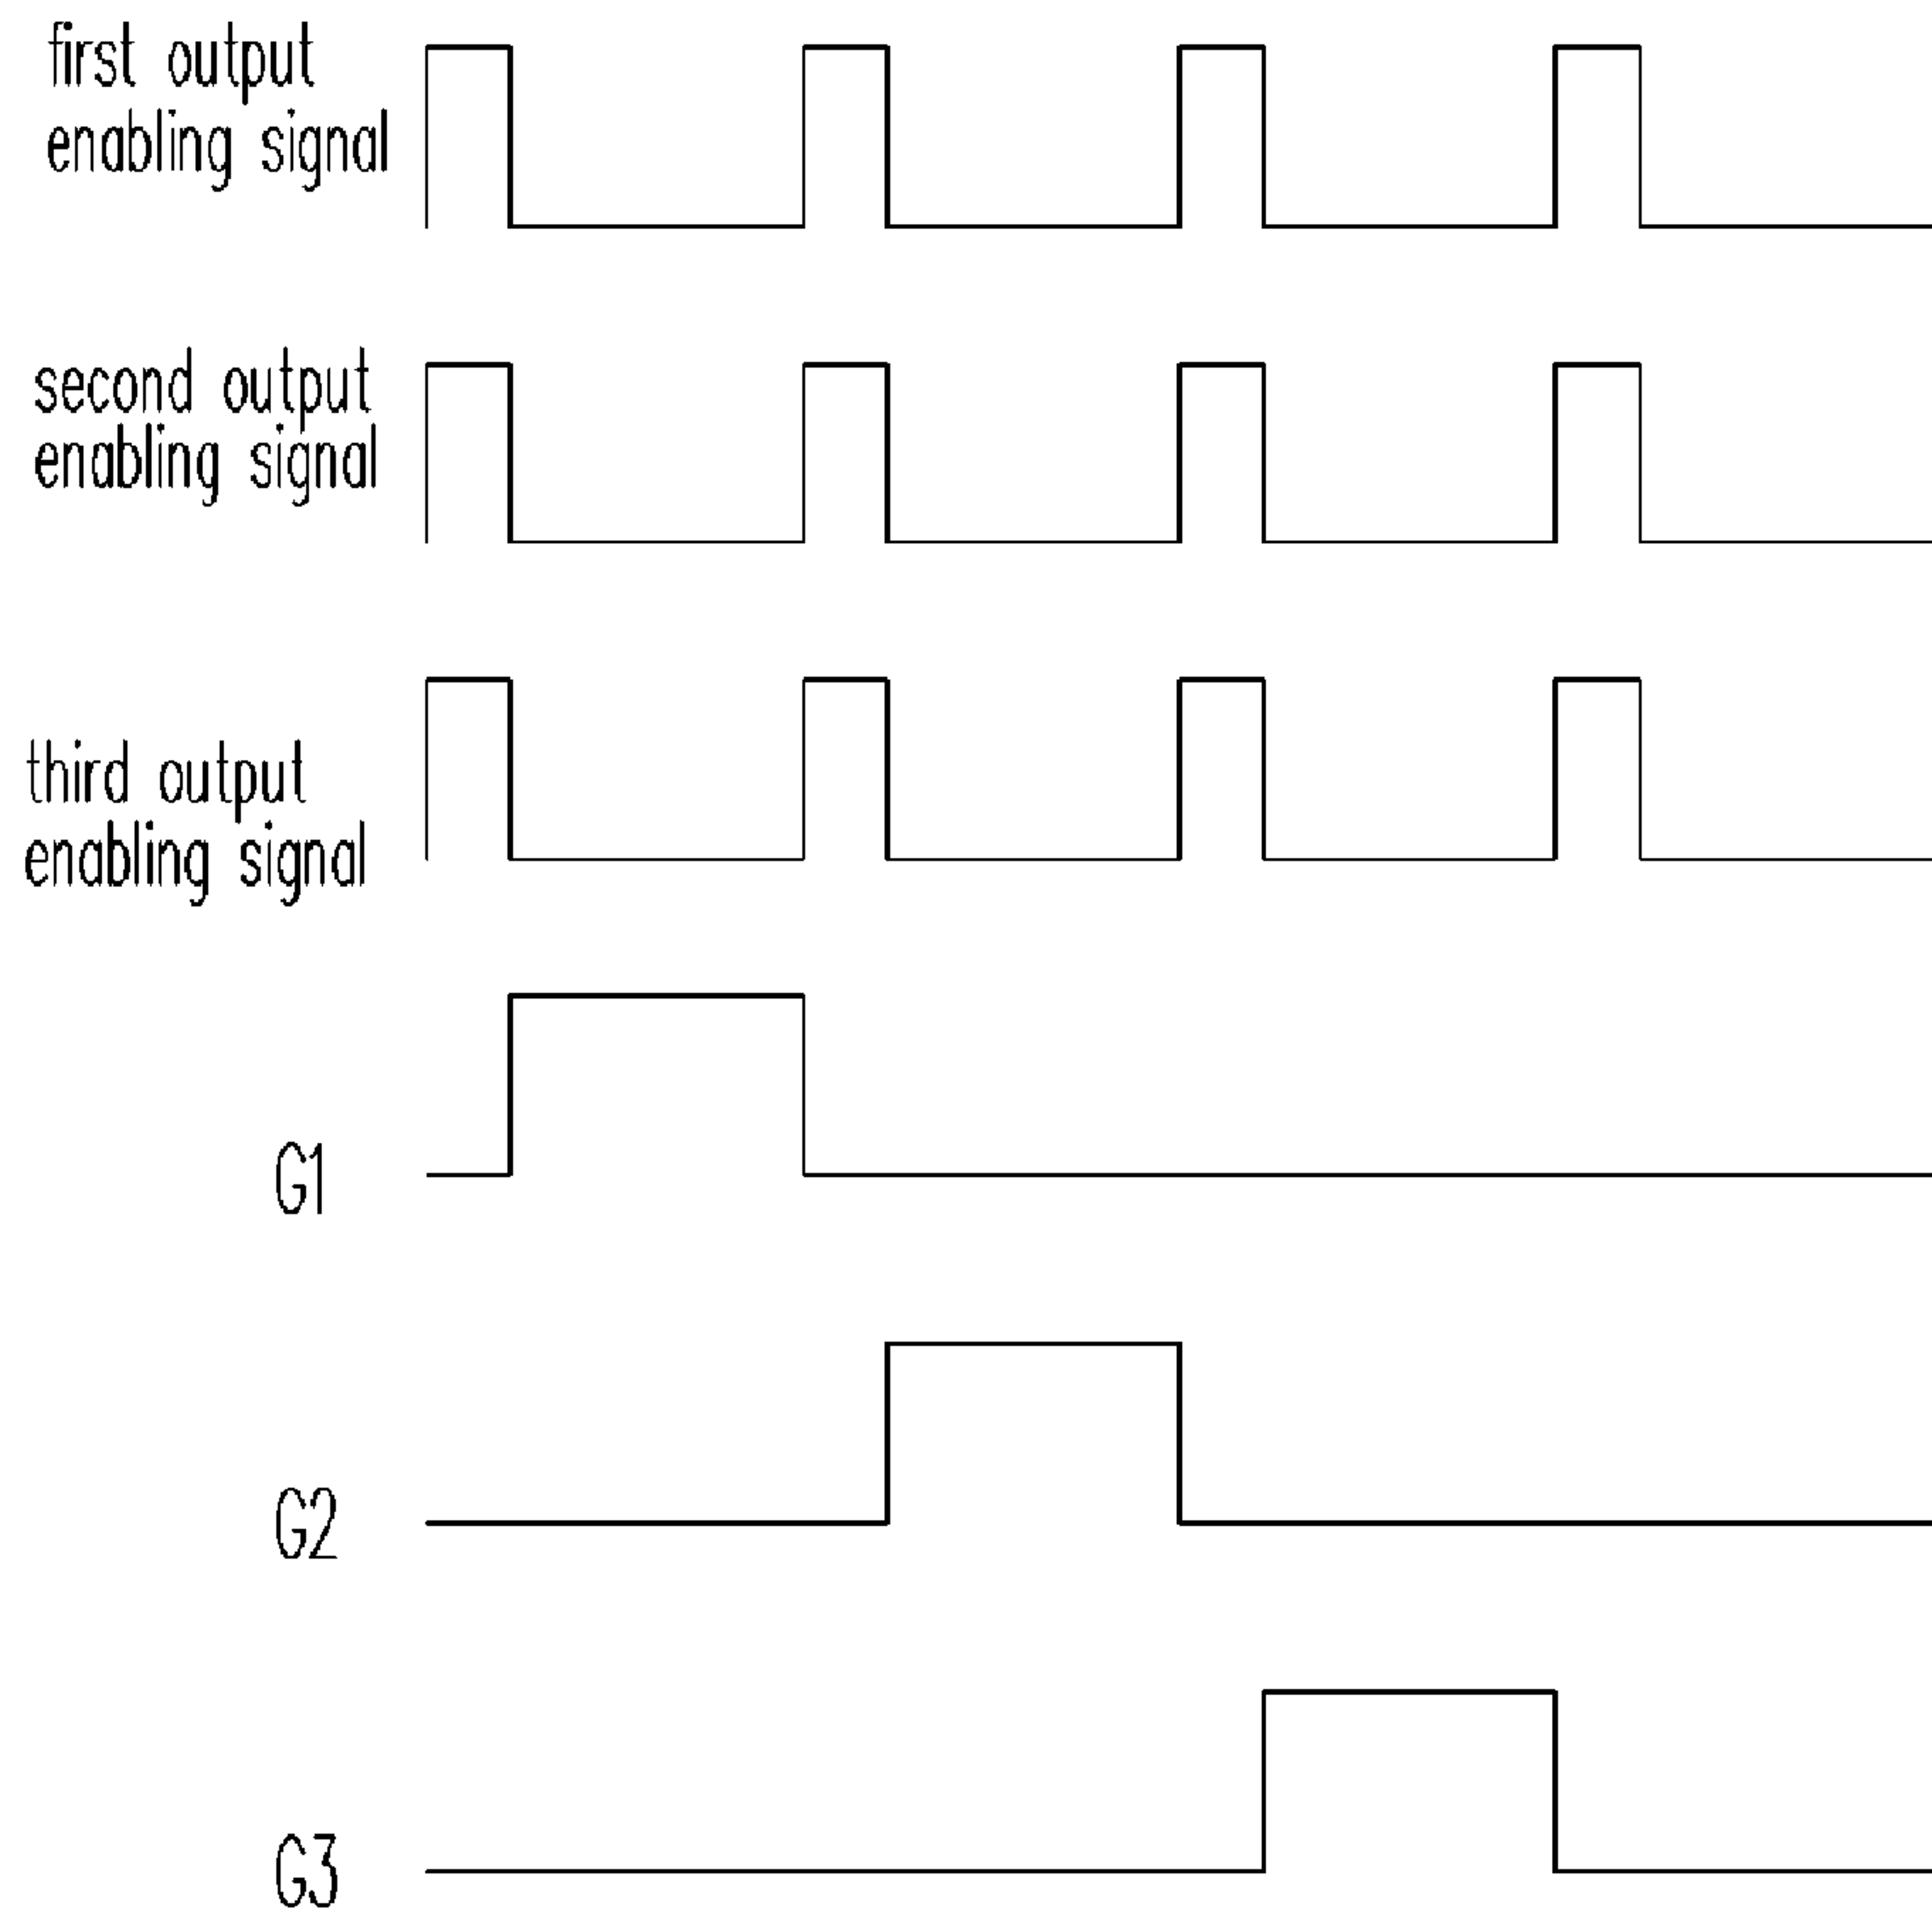 first output
enabling signal
second output
enabling signal
third output
enabling signal
G1
G2
G3